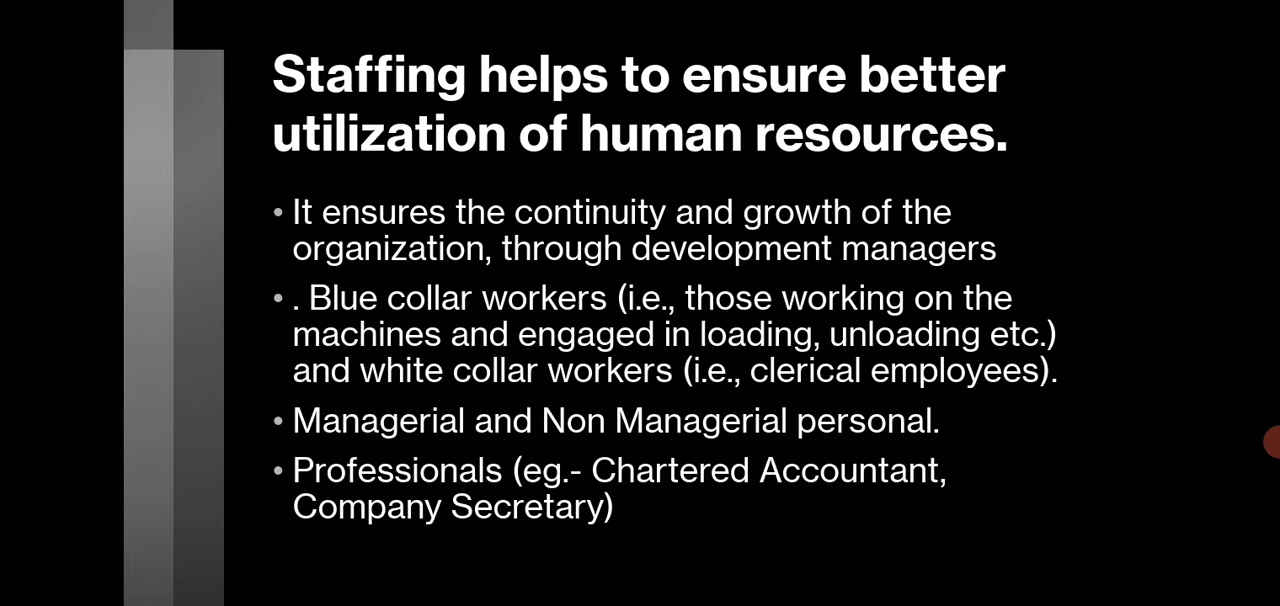 Staffing helps to ensure better
utilization of human resources.
• It ensures the continuity and growth of the
organization, through development managers
• . Blue collar workers (i.e., those working on the
machines and engaged in loading, unloading etc.)
and white collar workers (i.e., clerical employees).
• Managerial and Non Managerial personal.
• Professionals (eg.- Chartered Accountant,
Company Secretary)